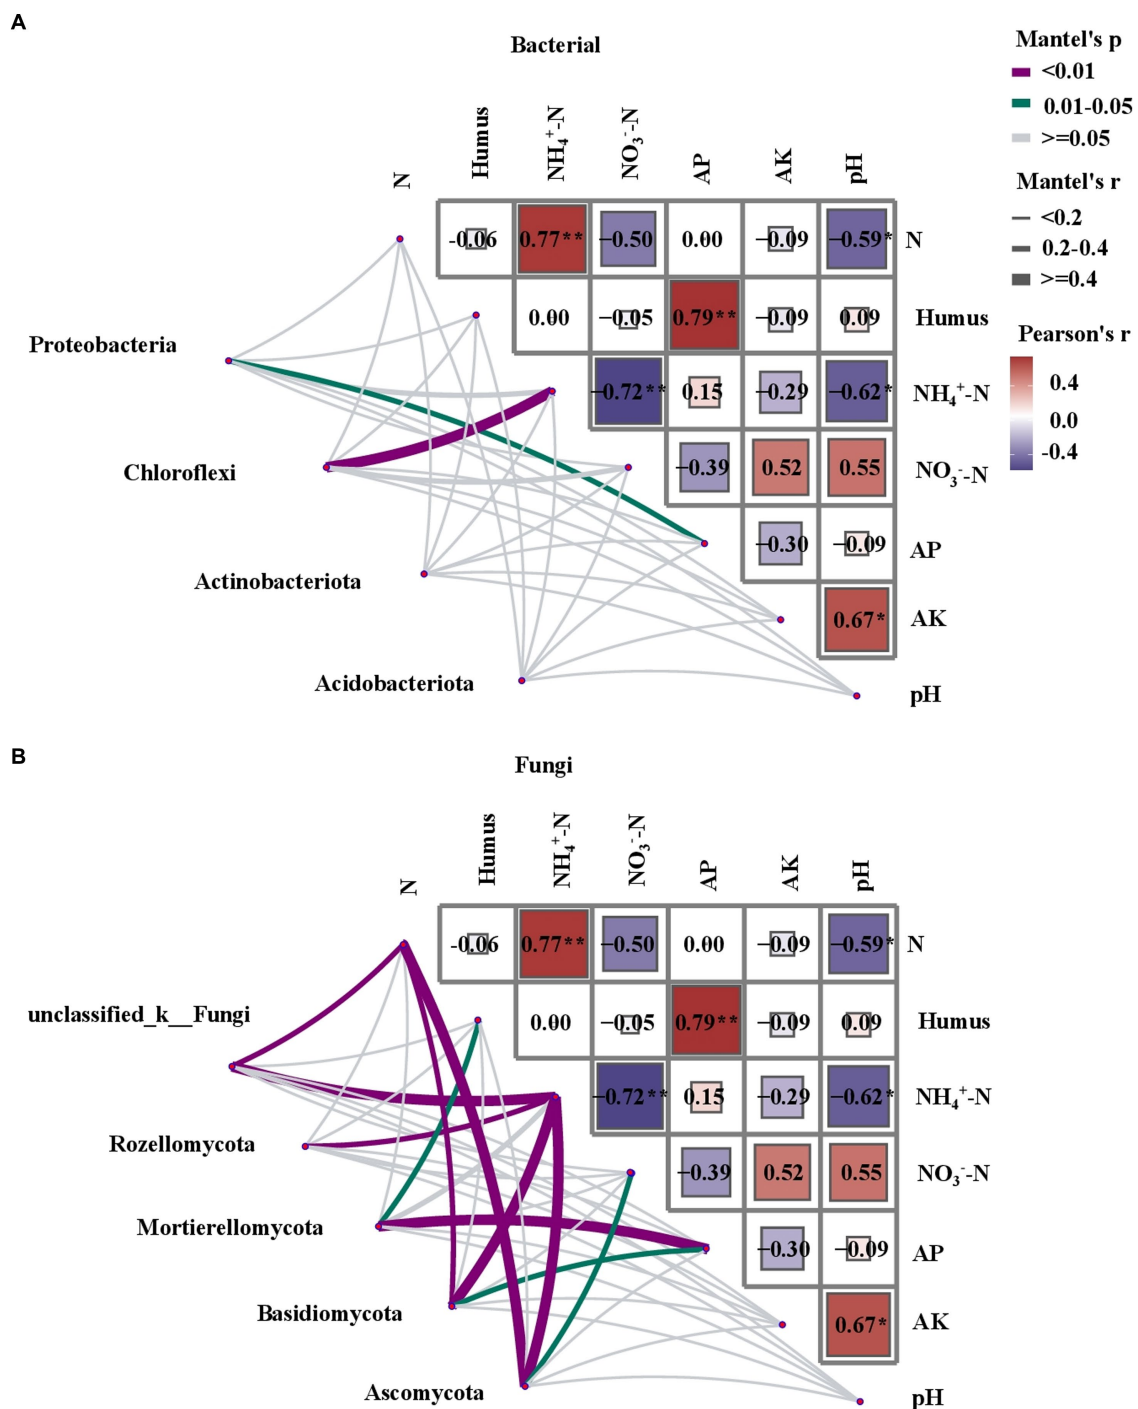 A
Bacterial
Mantel's p
<0.01
0.01-0.05
>=0.05
Mantel's r
<0.2
0.2-0.4
>=0.4
Pearson's r
0.4
0.0
-0.4
N
Humus
NH₄⁺-N
NO₃⁻-N
AP
AK
pH
-0.06 0.77** −0.50 0.00 −0.09 −0.59* N
0.00 −0.05 0.79** −0.09 0.09 Humus
−0.72** 0.15 −0.29 −0.62* NH₄⁺-N
−0.39 0.52 0.55 NO₃⁻-N
−0.30 −0.09 AP
0.67* AK
pH
Proteobacteria
Chloroflexi
Actinobacteriota
Acidobacteriota
B
Fungi
N
Humus
NH₄⁺-N
NO₃⁻-N
AP
AK
pH
-0.06 0.77** −0.50 0.00 −0.09 −0.59* N
0.00 −0.05 0.79** −0.09 0.09 Humus
−0.72** 0.15 −0.29 −0.62* NH₄⁺-N
−0.39 0.52 0.55 NO₃⁻-N
−0.30 −0.09 AP
0.67* AK
pH
unclassified_k__Fungi
Rozellomycota
Mortierellomycota
Basidiomycota
Ascomycota